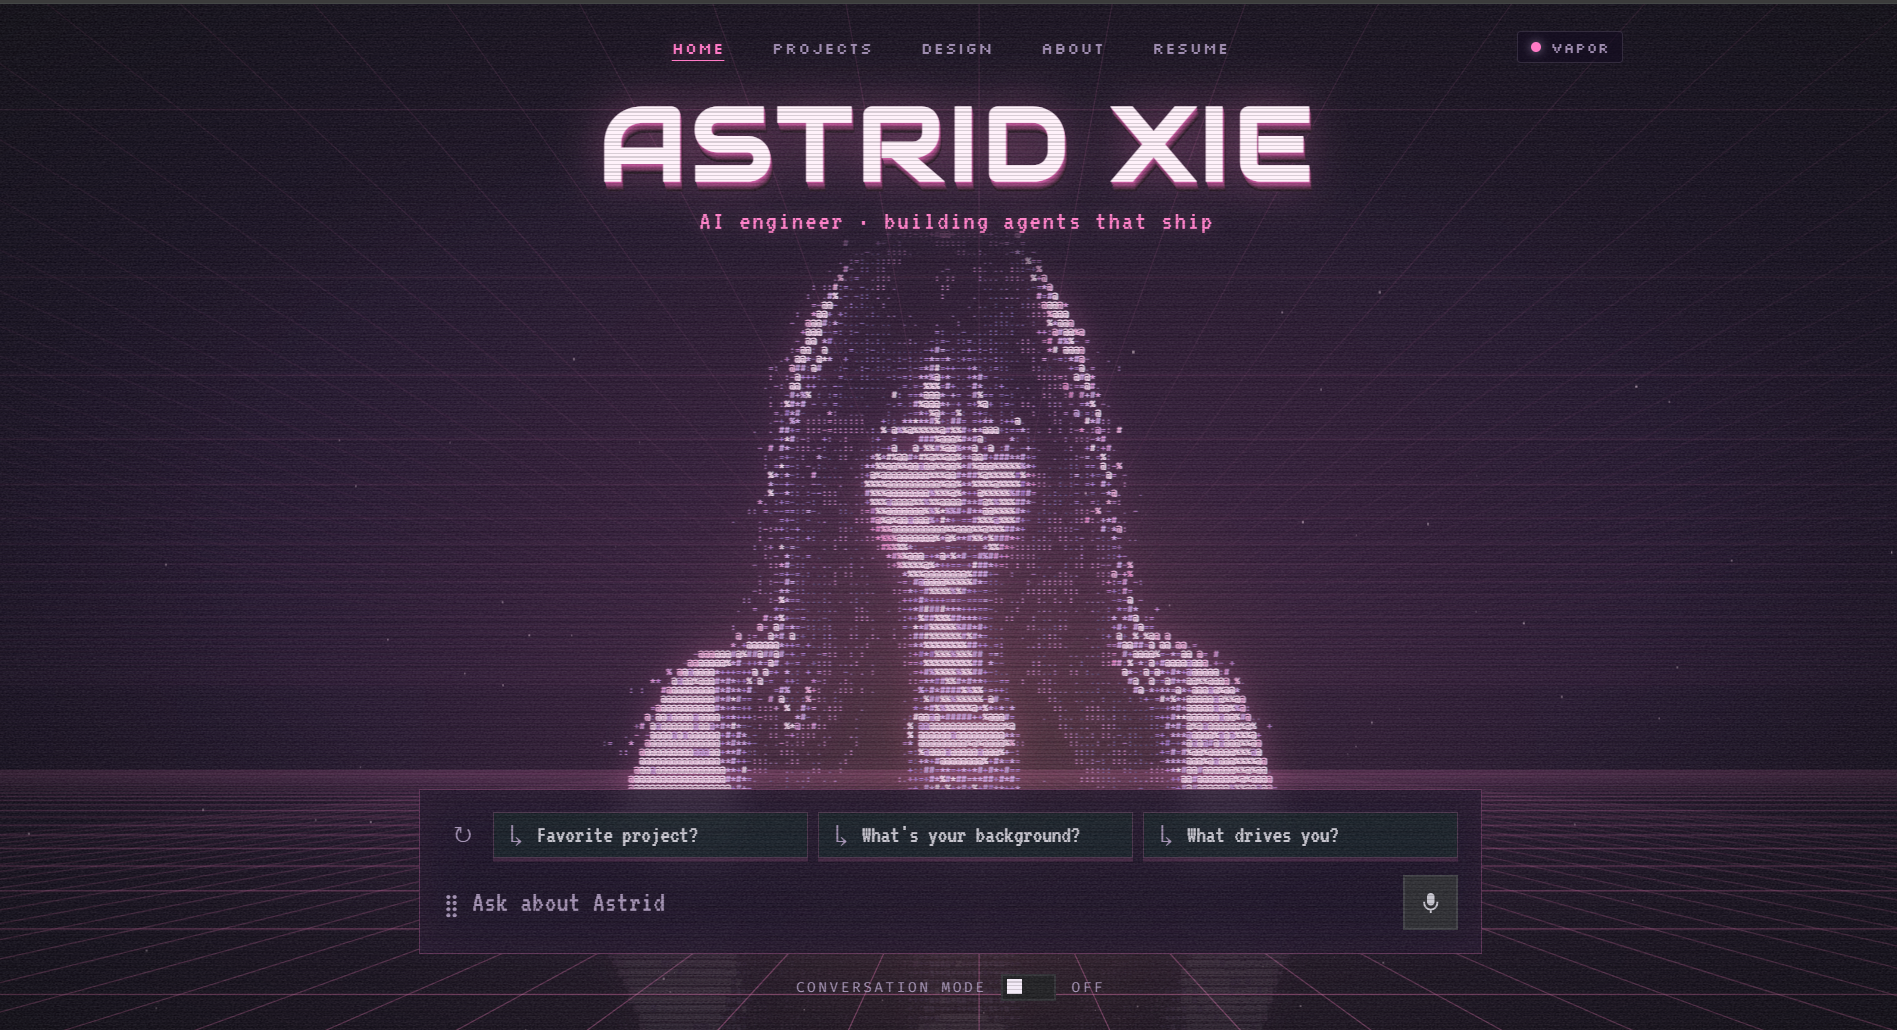 HOME PROJECTS DESIGN ABOUT RESUME VAPOR
ASTRID XIE
AI engineer · building agents that ship
Favorite project? What's your background? What drives you?
Ask about Astrid
CONVERSATION MODE OFF